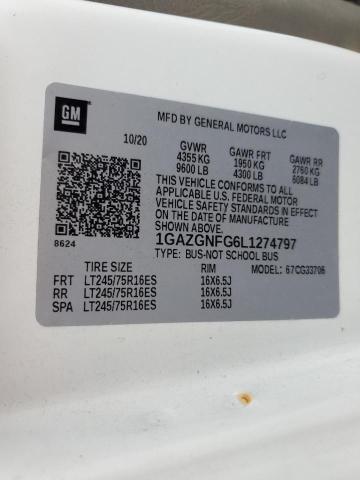 GM
MFD BY GENERAL MOTORS LLC
10/20 GVWR GAWR FRT GAWR RR
4355 KG 1950 KG 2760 KG
9600 LB 4300 LB 6084 LB
THIS VEHICLE CONFORMS TO ALL APPLICABLE
U.S. FEDERAL MOTOR
VEHICLE SAFETY STANDARDS IN EFFECT
ON THE DATE OF MANUFACTURE
SHOWN ABOVE.
8624 1GAZGNFG6L1274797
TYPE: BUS-NOT SCHOOL BUS
TIRE SIZE RIM MODEL: 67CG33706
FRT LT245/75R16ES 16X6.5J
RR LT245/75R16ES 16X6.5J
SPA LT245/75R16ES 16X6.5J